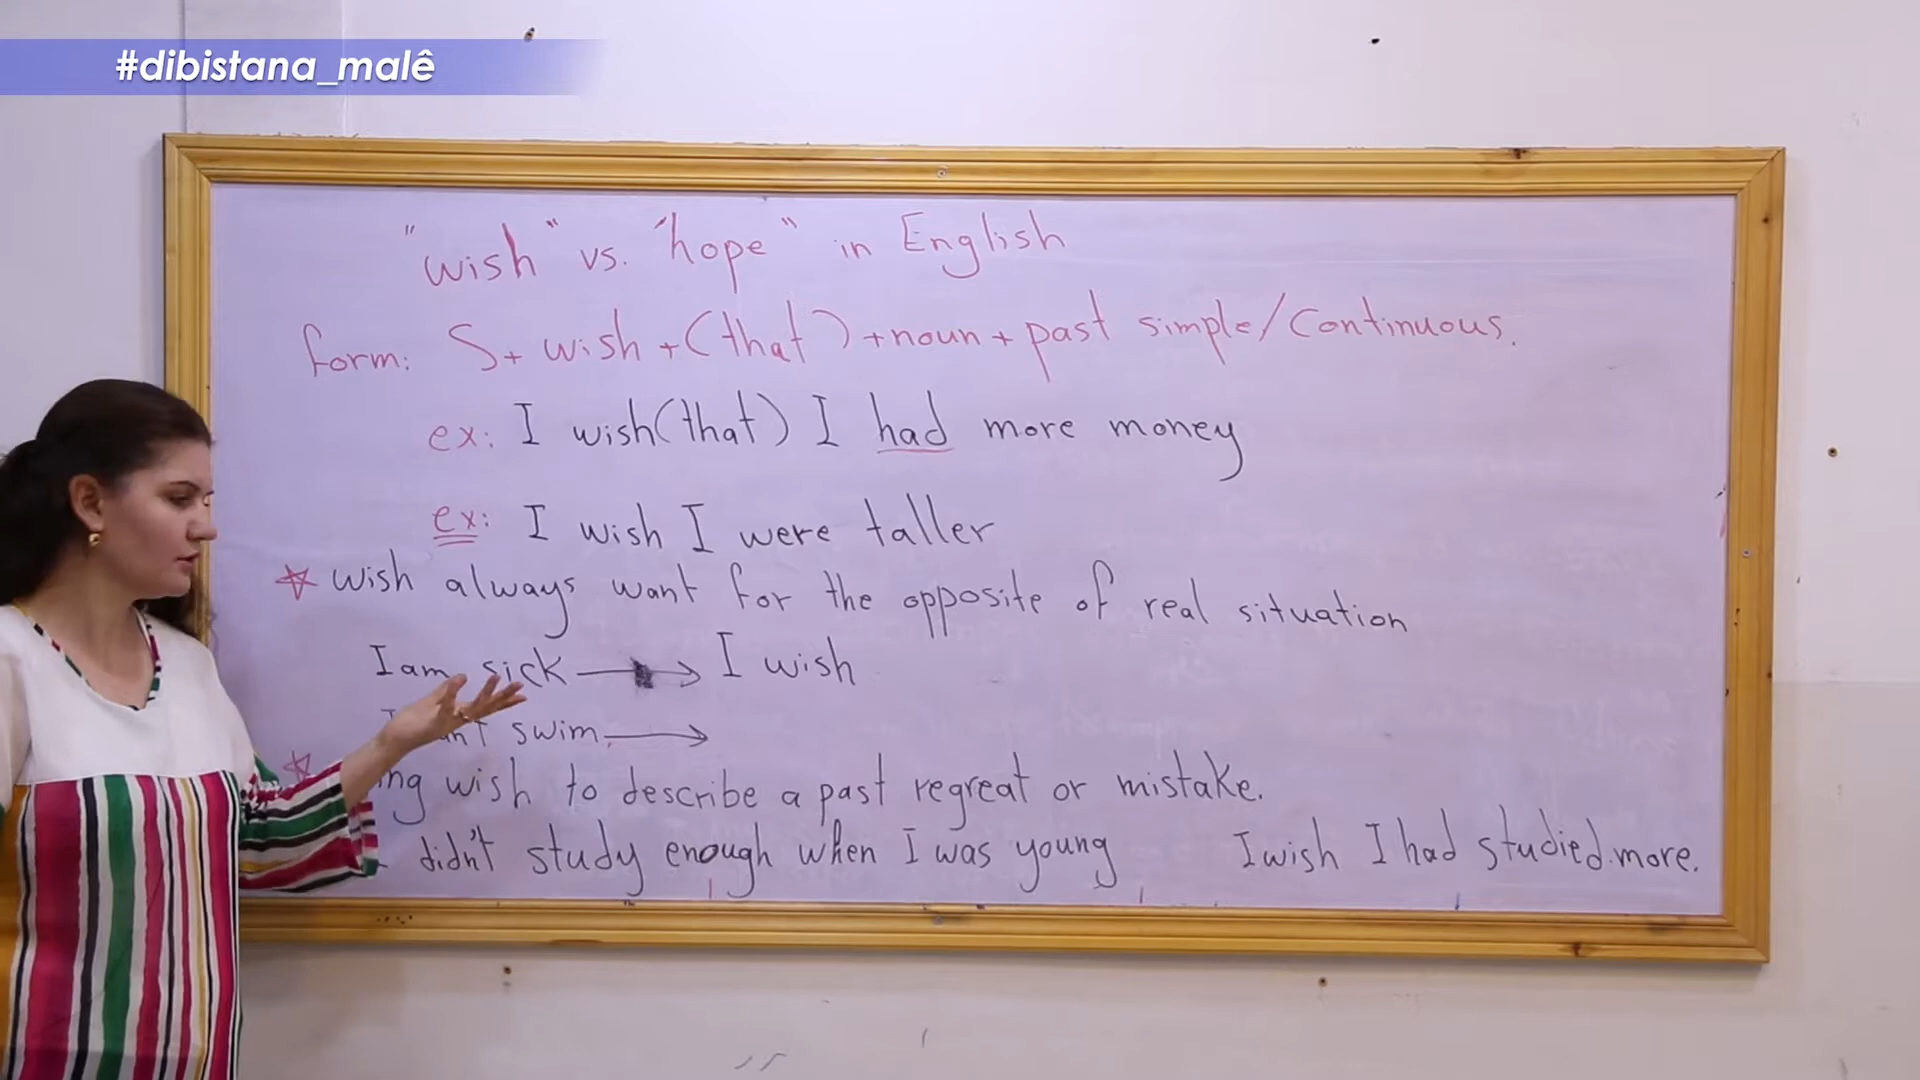 #dibistana_malê
"wish" vs. "hope" in English
form: S+ wish +(that) +noun + past simple/Continuous.
ex: I wish(that) I had more money
ex: I wish I were taller
wish always want for the opposite of real situation
I am sick → I wish
swim →
wish to describe a past regreat or mistake.
didn't study enough when I was young I wish I had studied.more.